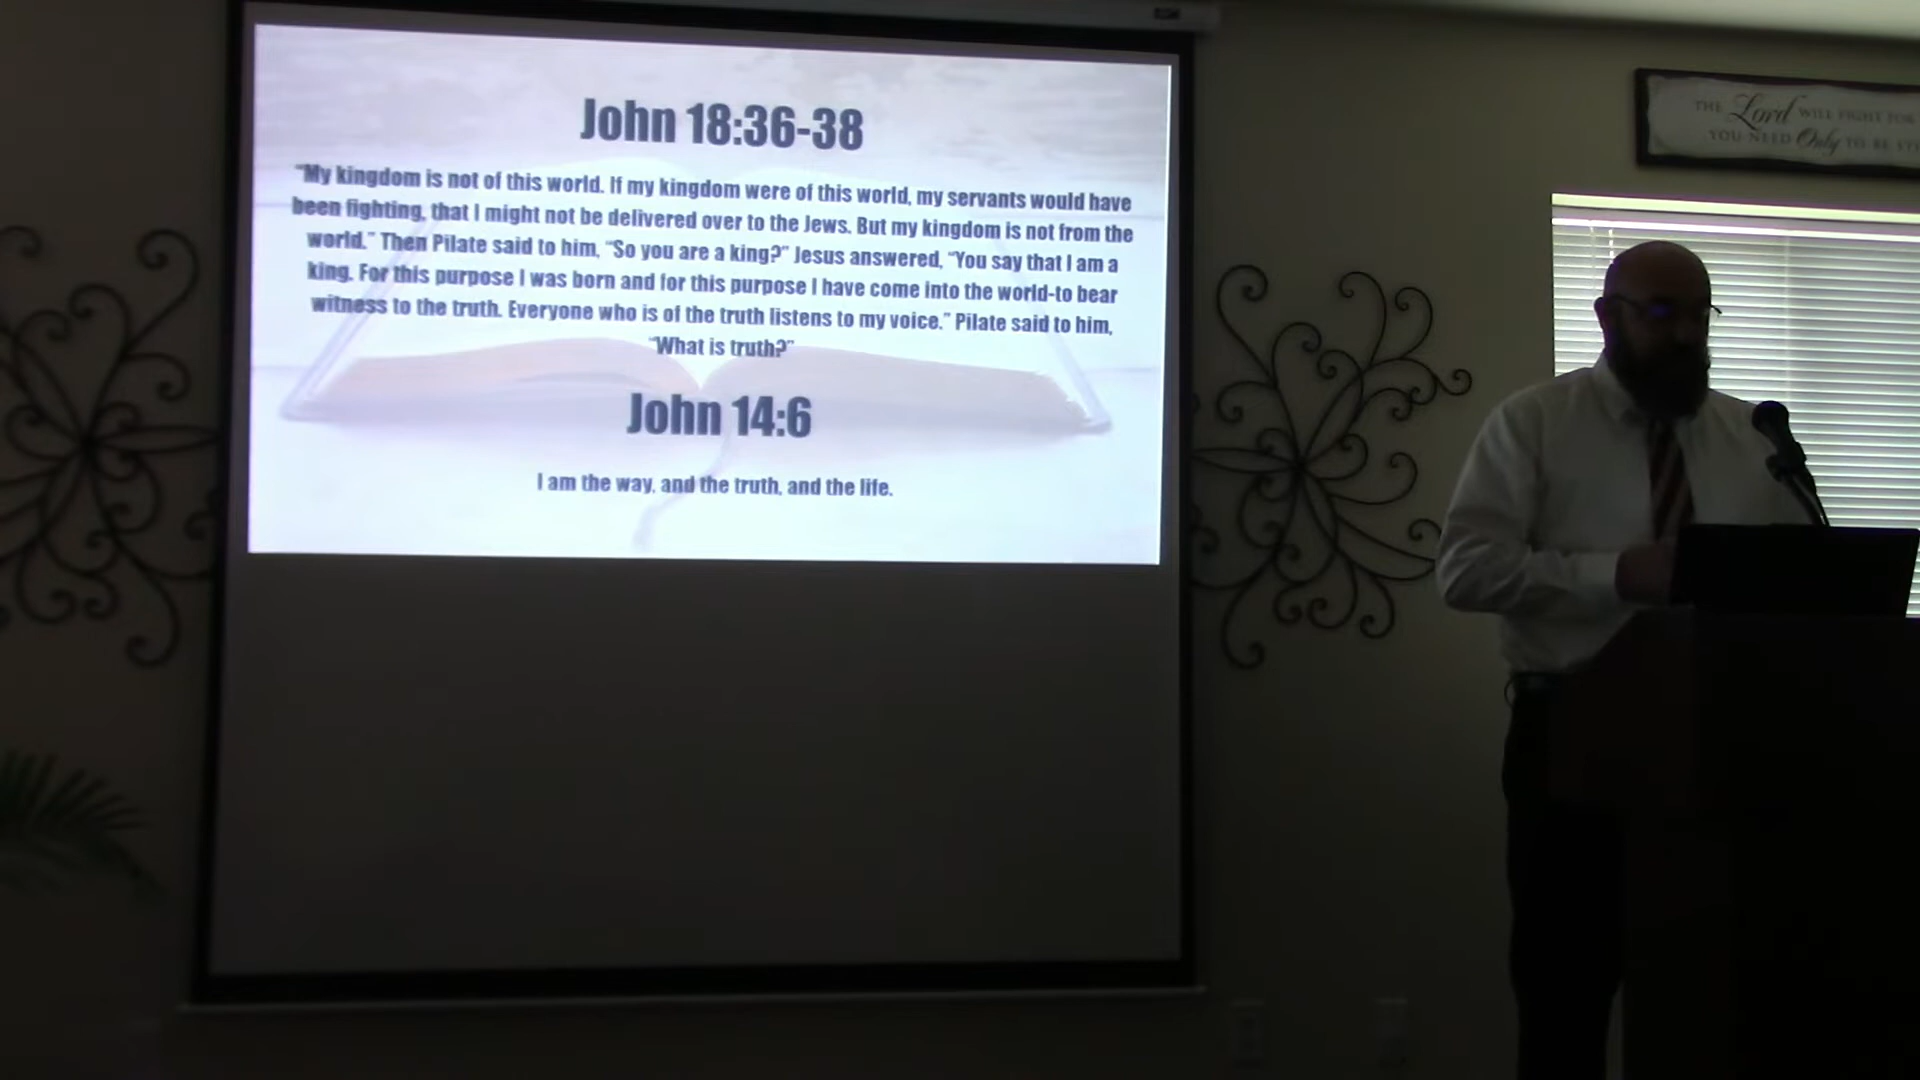 John 18:36-38
"My kingdom is not of this world. If my kingdom were of this world, my servants would have
been fighting, that I might not be delivered over to the Jews. But my kingdom is not from the
world." Then Pilate said to him, "So you are a king?" Jesus answered, "You say that I am a
king. For this purpose I was born and for this purpose I have come into the world-to bear
witness to the truth. Everyone who is of the truth listens to my voice." Pilate said to him,
"What is truth?"
John 14:6
I am the way, and the truth, and the life.
THE Lord WILL FIGHT FOR
YOU NEED Only TO BE